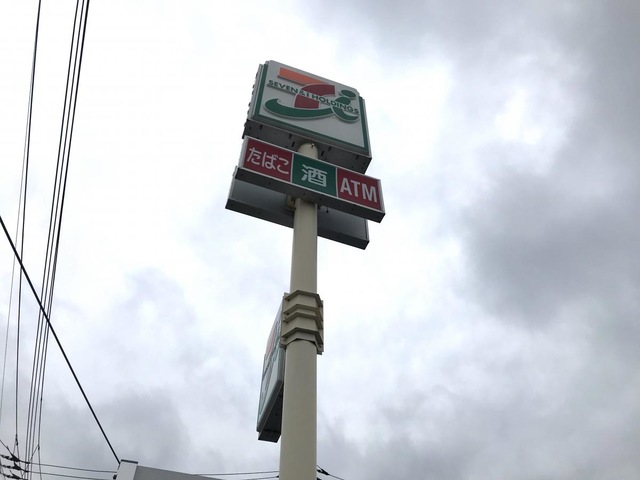 SEVEN & I HOLDINGS
たばこ 酒 ATM